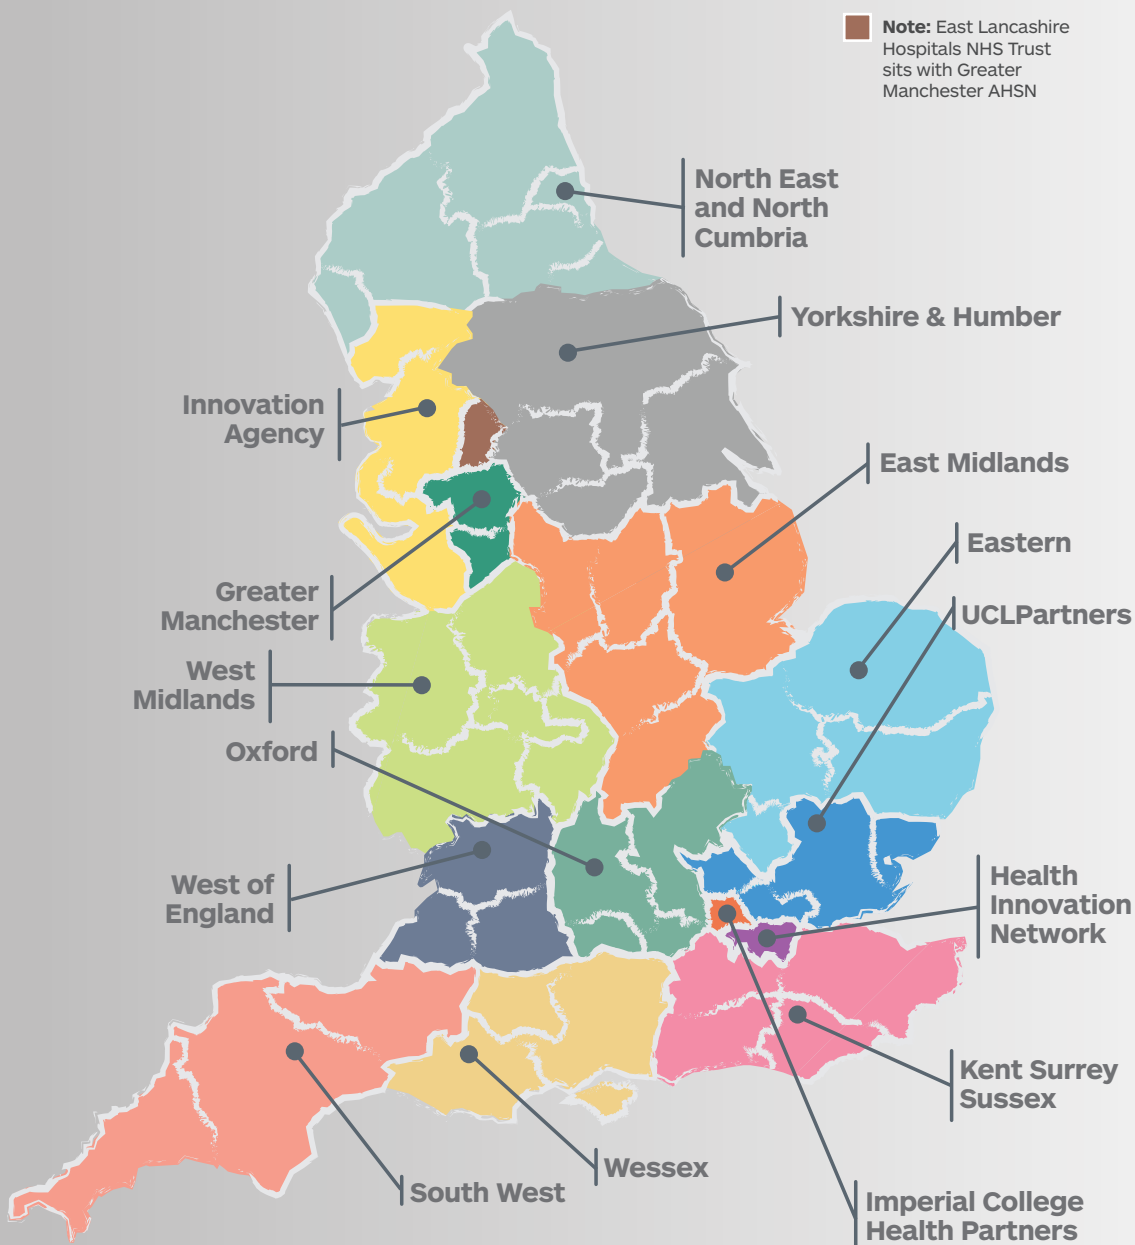 Note: East Lancashire
Hospitals NHS Trust
sits with Greater
Manchester AHSN
North East
and North
Cumbria
Yorkshire & Humber
Innovation
Agency
East Midlands
Eastern
Greater
Manchester
UCLPartners
West
Midlands
Oxford
West of
England
Health
Innovation
Network
Kent Surrey
Sussex
Wessex
South West
Imperial College
Health Partners